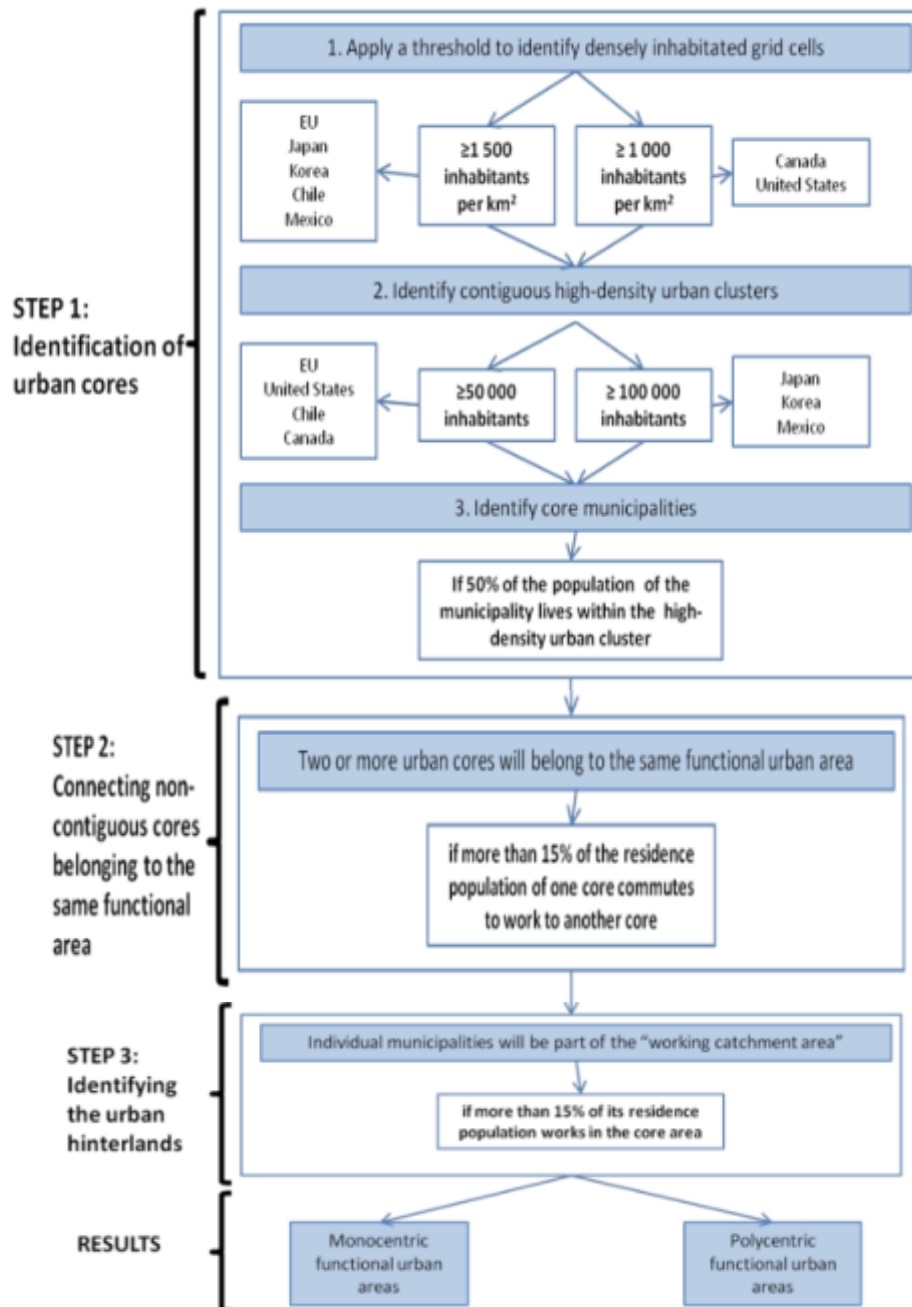 1. Apply a threshold to identify densely inhabitated grid cells
EU
Japan
Korea
Chile
Mexico
≥1 500
inhabitants
per km²
≥ 1 000
inhabitants
per km²
Canada
United States
2. Identify contiguous high-density urban clusters
STEP 1:
Identification of
urban cores
EU
United States
Chile
Canada
≥50 000
inhabitants
≥ 100 000
inhabitants
Japan
Korea
Mexico
3. Identify core municipalities
If 50% of the population of the
municipality lives within the high-
density urban cluster
STEP 2:
Connecting non-
contiguous cores
belonging to the
same functional
area
Two or more urban cores will belong to the same functional urban area
if more than 15% of the residence
population of one core commutes
to work to another core
STEP 3:
Identifying
the urban
hinterlands
Individual municipalities will be part of the “working catchment area”
if more than 15% of its residence
population works in the core area
RESULTS
Monocentric
functional urban
areas
Polycentric
functional urban
areas